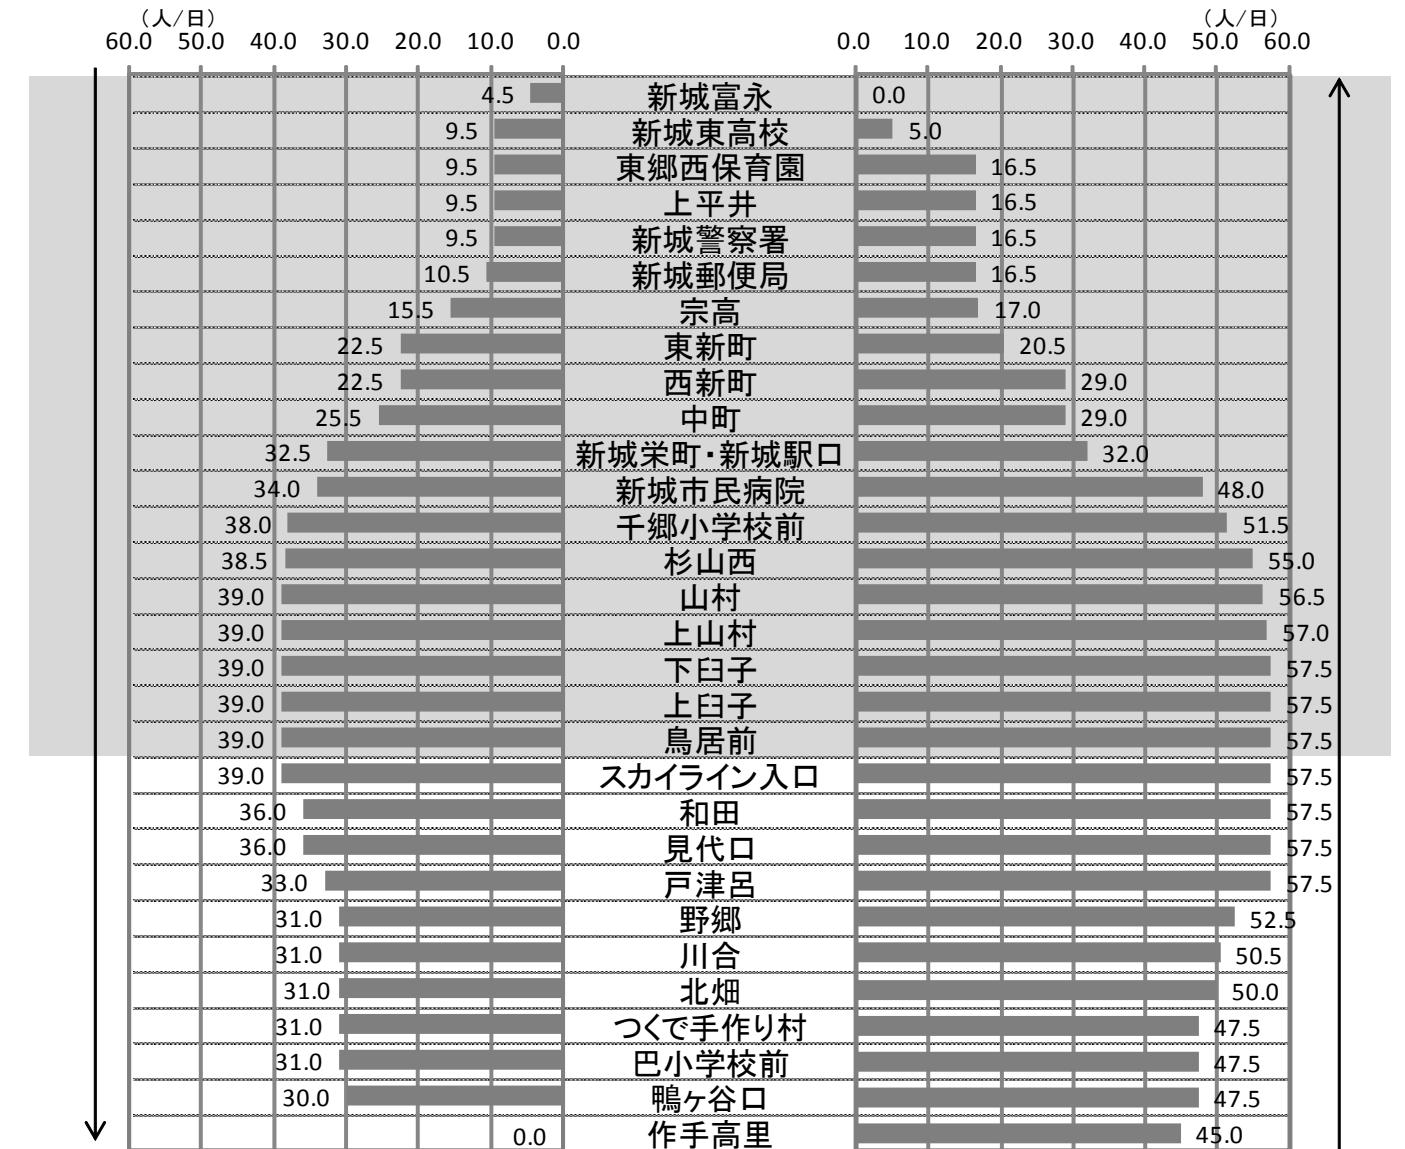 (人/日) (人/日)
60.0 50.0 40.0 30.0 20.0 10.0 0.0 0.0 10.0 20.0 30.0 40.0 50.0 60.0
4.5 新城富永 0.0
9.5 新城東高校 5.0
9.5 東郷西保育園 16.5
9.5 上平井 16.5
9.5 新城警察署 16.5
10.5 新城郵便局 16.5
15.5 宗高 17.0
22.5 東新町 20.5
22.5 西新町 29.0
25.5 中町 29.0
32.5 新城栄町・新城駅口 32.0
34.0 新城市民病院 48.0
38.0 千郷小学校前 51.5
38.5 杉山西 55.0
39.0 山村 56.5
39.0 上山村 57.0
39.0 下臼子 57.5
39.0 上臼子 57.5
39.0 鳥居前 57.5
39.0 スカイライン入口 57.5
36.0 和田 57.5
36.0 見代口 57.5
33.0 戸津呂 57.5
31.0 野郷 52.5
31.0 川合 50.5
31.0 北畑 50.0
31.0 つくで手作り村 47.5
31.0 巴小学校前 47.5
30.0 鴨ヶ谷口 47.5
0.0 作手高里 45.0